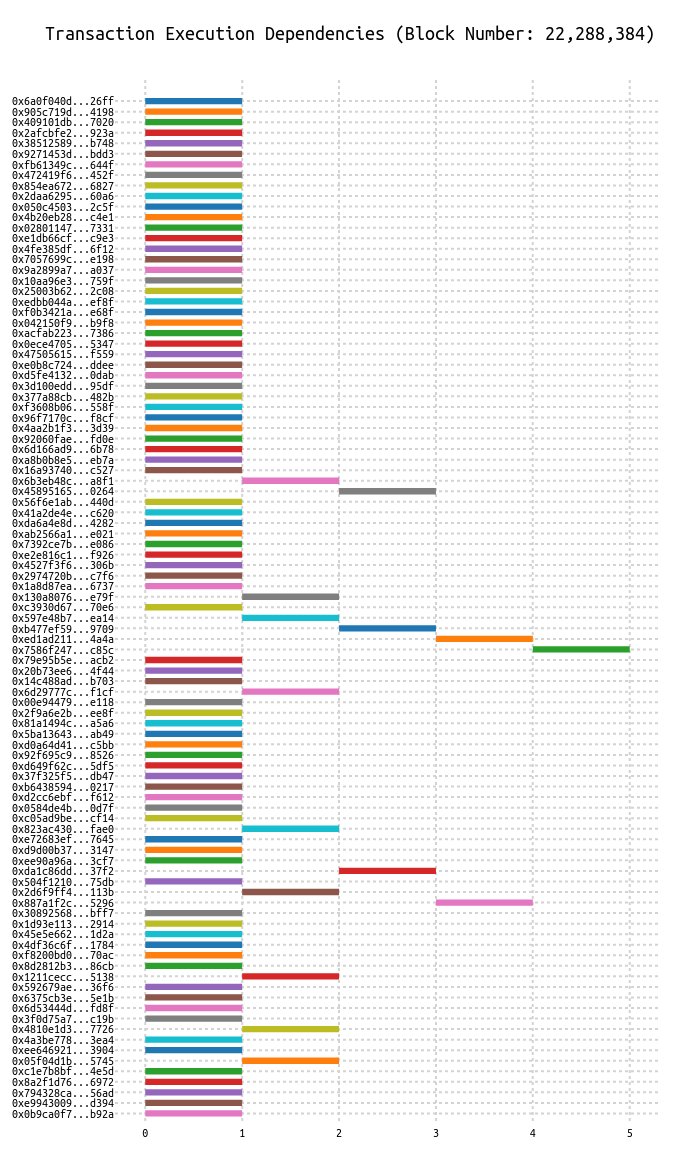 Transaction Execution Dependencies (Block Number: 22,288,384)
0x6a0f040d...26ff
0x905c719d...4198
0x409101db...7020
0x2afcbfe2...923a
0x38512589...b748
0x9271453d...bdd3
0xfb61349c...644f
0x472419f6...452f
0x854ea672...6827
0x2daa6295...60a6
0x050c4503...2c5f
0x4b20eb28...c4e1
0x02801147...7331
0xe1db66cf...c9e3
0x4fe385df...6f12
0x7057699c...e198
0x9a2899a7...a037
0x10aa96e3...759f
0x25003b62...2c08
0xedbb044a...ef8f
0xf0b3421a...e68f
0x042150f9...b9f8
0xacfab223...7386
0x0ece4705...5347
0x47505615...f559
0xe0b8c724...ddee
0xd5fe4132...0dab
0x3d100edd...95df
0x377a88cb...482b
0xf3608b06...558f
0x96f7170c...f8cf
0x4aa2b1f3...3d39
0x92060fae...fd0e
0x6d166ad9...6b78
0xa8b0b8e5...eb7a
0x16a93740...c527
0x6b3eb48c...a8f1
0x45895165...0264
0x56f6e1ab...440d
0x41a2de4e...c620
0xda6a4e8d...4282
0xab2566a1...e021
0x7392ce7b...e086
0xe2e816c1...f926
0x4527f3f6...306b
0x2974720b...c7f6
0x1a8d87ea...6737
0x130a8076...e79f
0xc3930d67...70e6
0x597e48b7...ea14
0xb477ef59...9709
0xed1ad211...4a4a
0x7586f247...c85c
0x79e95b5e...acb2
0x20b73ee6...4f44
0x14c488ad...b703
0x6d29777c...f1cf
0x00e94479...e118
0x2f9a6e2b...ee8f
0x81a1494c...a5a6
0x5ba13643...ab49
0xd0a64d41...c5bb
0x92f695c9...8526
0xd649f62c...5df5
0x37f325f5...db47
0xb6438594...0217
0xd2cc6ebf...f612
0x0584de4b...0d7f
0xc05ad9be...cf14
0x823ac430...fae0
0xe72683ef...7645
0xd9d00b37...3147
0xee90a96a...3cf7
0xda1c86dd...37f2
0x504f1210...75db
0x2d6f9ff4...113b
0x887a1f2c...5296
0x30892568...bff7
0x1d93e113...2914
0x45e5e662...1d2a
0x4df36c6f...1784
0xf8200bd0...70ac
0x8d2812b3...86cb
0x1211cecc...5138
0x592679ae...36f6
0x6375cb3e...5e1b
0x6d53444d...fd8f
0x3f0d75a7...c19b
0x4810e1d3...7726
0x4a3be778...3ea4
0xee646921...3904
0x05f04d1b...5745
0xc1e7b8bf...4e5d
0x8a2f1d76...6972
0x794328ca...56ad
0xe9943009...d394
0x0b9ca0f7...b92a
0 1 2 3 4 5